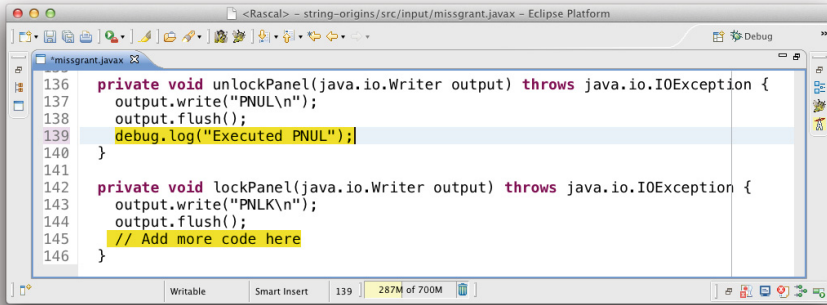 <Rascal> - string-origins/src/input/missgrant.javax - Eclipse Platform
Debug
*missgrant.javax
136 private void unlockPanel(java.io.Writer output) throws java.io.IOException {
137 output.write("PNUL\n");
138 output.flush();
139 debug.log("Executed PNUL");
140 }
141
142 private void lockPanel(java.io.Writer output) throws java.io.IOException {
143 output.write("PNLK\n");
144 output.flush();
145 // Add more code here
146 }
Writable Smart Insert 139 287M of 700M